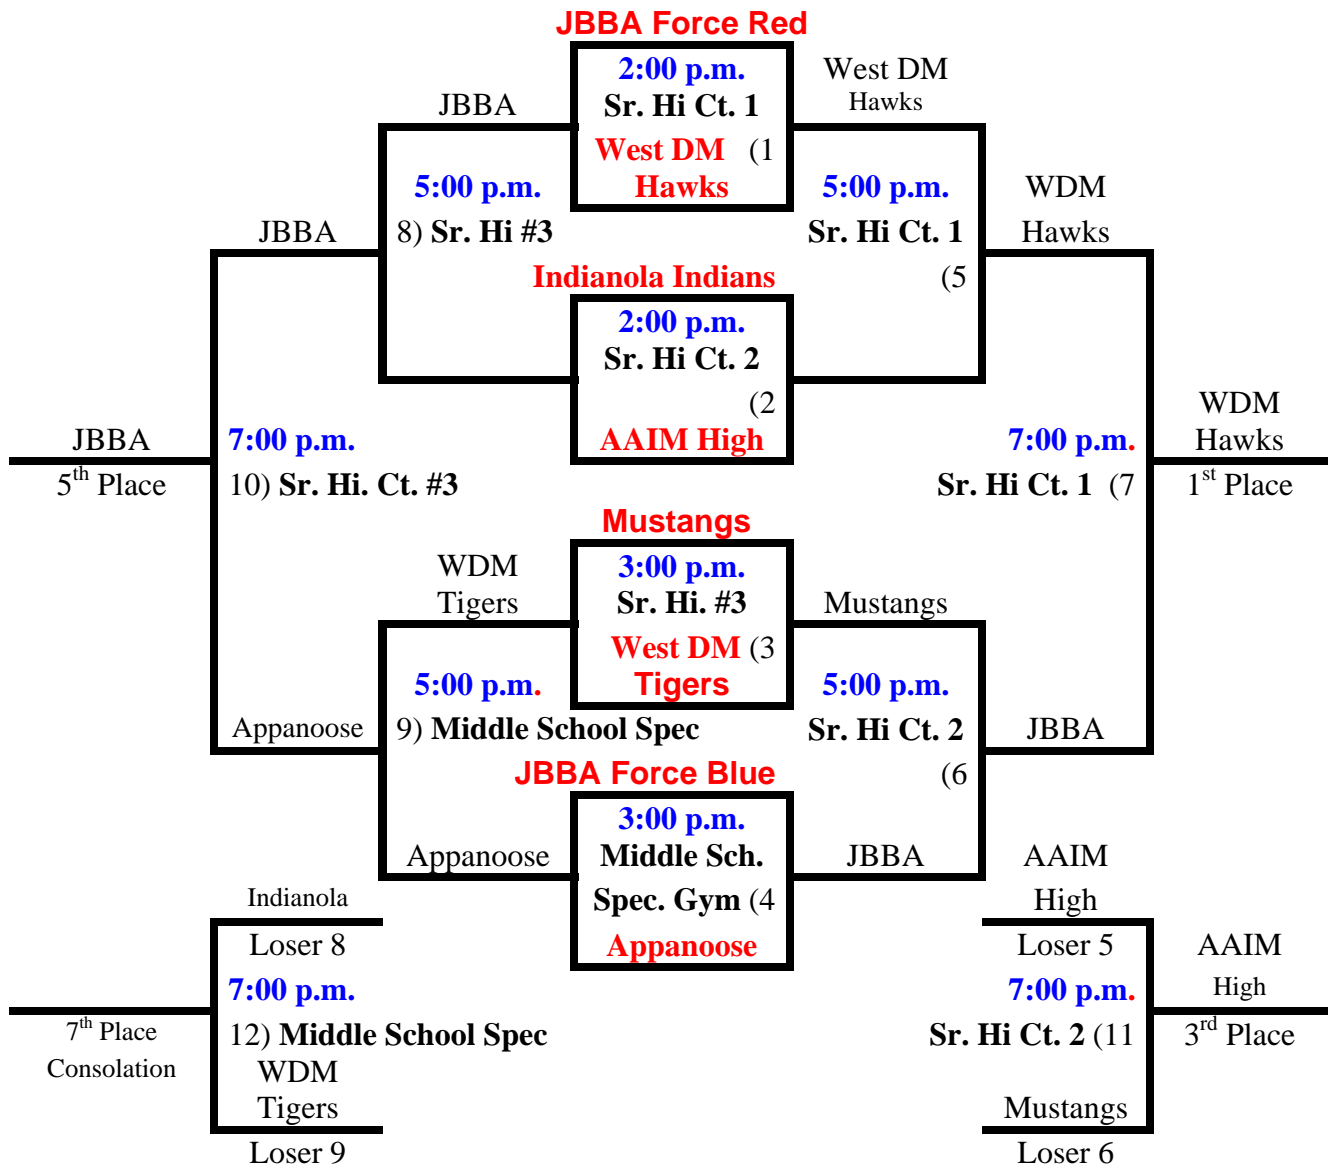 JBBA Force Red
2:00 p.m.
West DM
JBBA
Sr. Hi Ct. 1
Hawks
West DM (1
5:00 p.m.
Hawks
5:00 p.m.
WDM
JBBA
8) Sr. Hi #3
Sr. Hi Ct. 1
Hawks
Indianola Indians
(5
2:00 p.m.
Sr. Hi Ct. 2
(2
WDM
JBBA
7:00 p.m.
AAIM High
7:00 p.m.
Hawks
5th Place
10) Sr. Hi. Ct. #3
Sr. Hi Ct. 1 (7
1st Place
Mustangs
WDM
3:00 p.m.
Tigers
Sr. Hi. #3
Mustangs
West DM (3
5:00 p.m.
Tigers
5:00 p.m.
Appanoose
9) Middle School Spec
Sr. Hi Ct. 2
JBBA
JBBA Force Blue
(6
3:00 p.m.
Appanoose
Middle Sch.
JBBA
AAIM
Indianola
Spec. Gym (4
High
Loser 8
Appanoose
Loser 5
AAIM
7:00 p.m.
7:00 p.m.
High
7th Place
12) Middle School Spec
Sr. Hi Ct. 2 (11
3rd Place
Consolation
WDM
Tigers
Mustangs
Loser 9
Loser 6